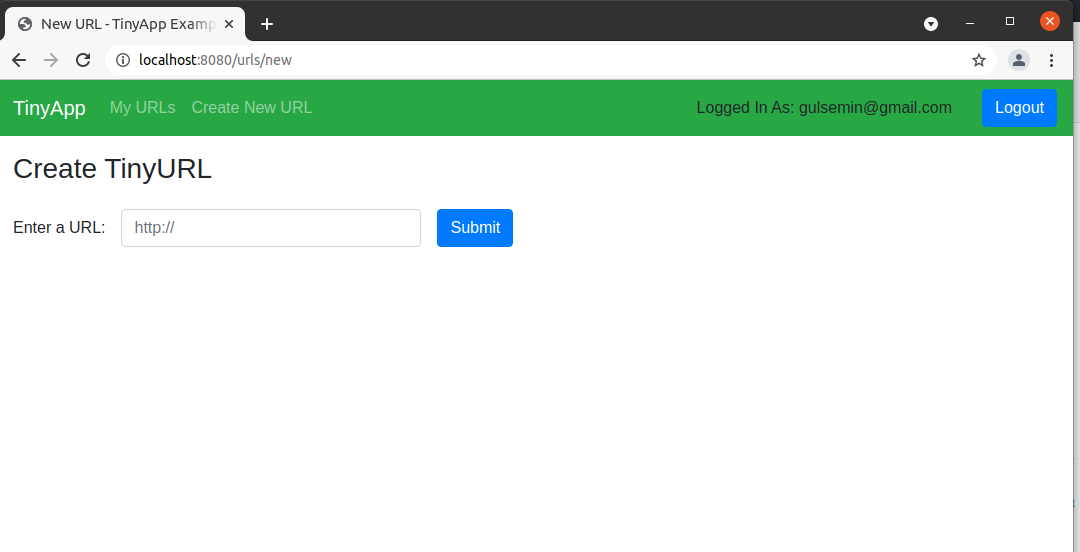 New URL - TinyApp Examp
localhost:8080/urls/new
TinyApp My URLs Create New URL Logged In As: gulsemin@gmail.com Logout
Create TinyURL
Enter a URL: http:// Submit